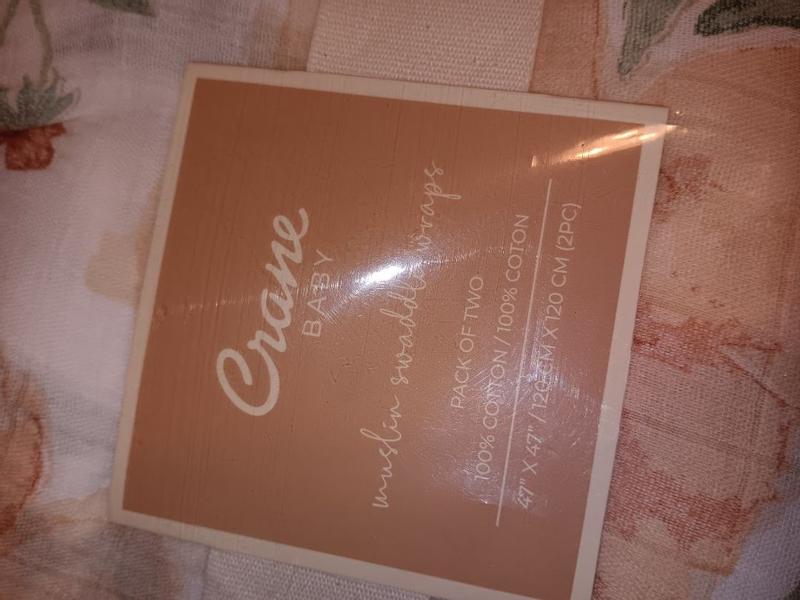 Crane
BABY
muslin swaddle wraps
PACK OF TWO
100% COTTON / 100% COTON
47" X 47" / 120 CM X 120 CM (2PC)